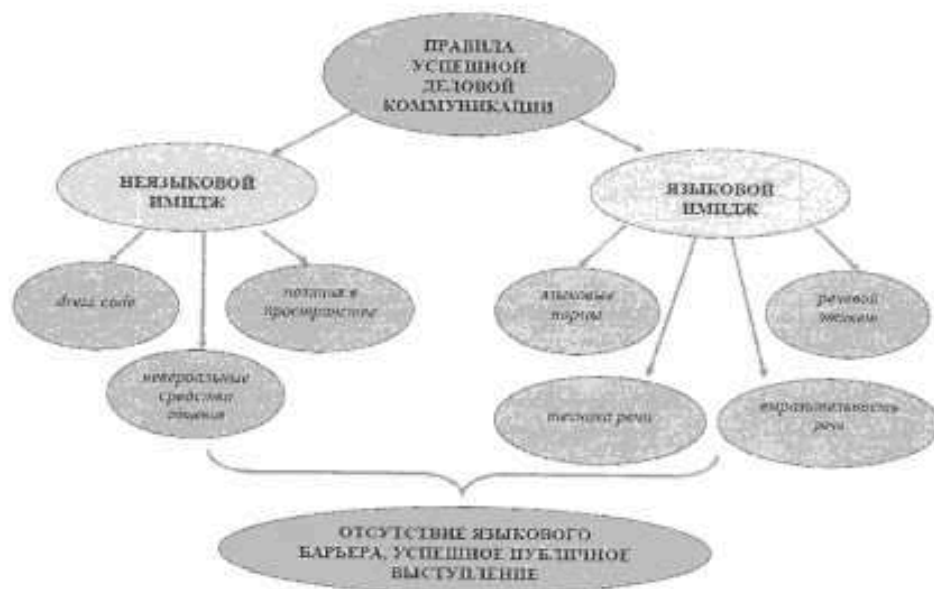 ПРАВИЛА
УСПЕШНОЙ
ДЕЛОВОЙ
КОММУНИКАЦИИ
НЕЯЗЫКОВОЙ
ИМИДЖ
ЯЗЫКОВОЙ
ИМИДЖ
dress code
позиция в
пространстве
языковые
нормы
речевой
этикет
невербальные
средства
общения
техника речи
выразительность
речи
ОТСУТСТВИЕ ЯЗЫКОВОГО
БАРЬЕРА, УСПЕШНОЕ ПУБЛИЧНОЕ
ВЫСТУПЛЕНИЕ